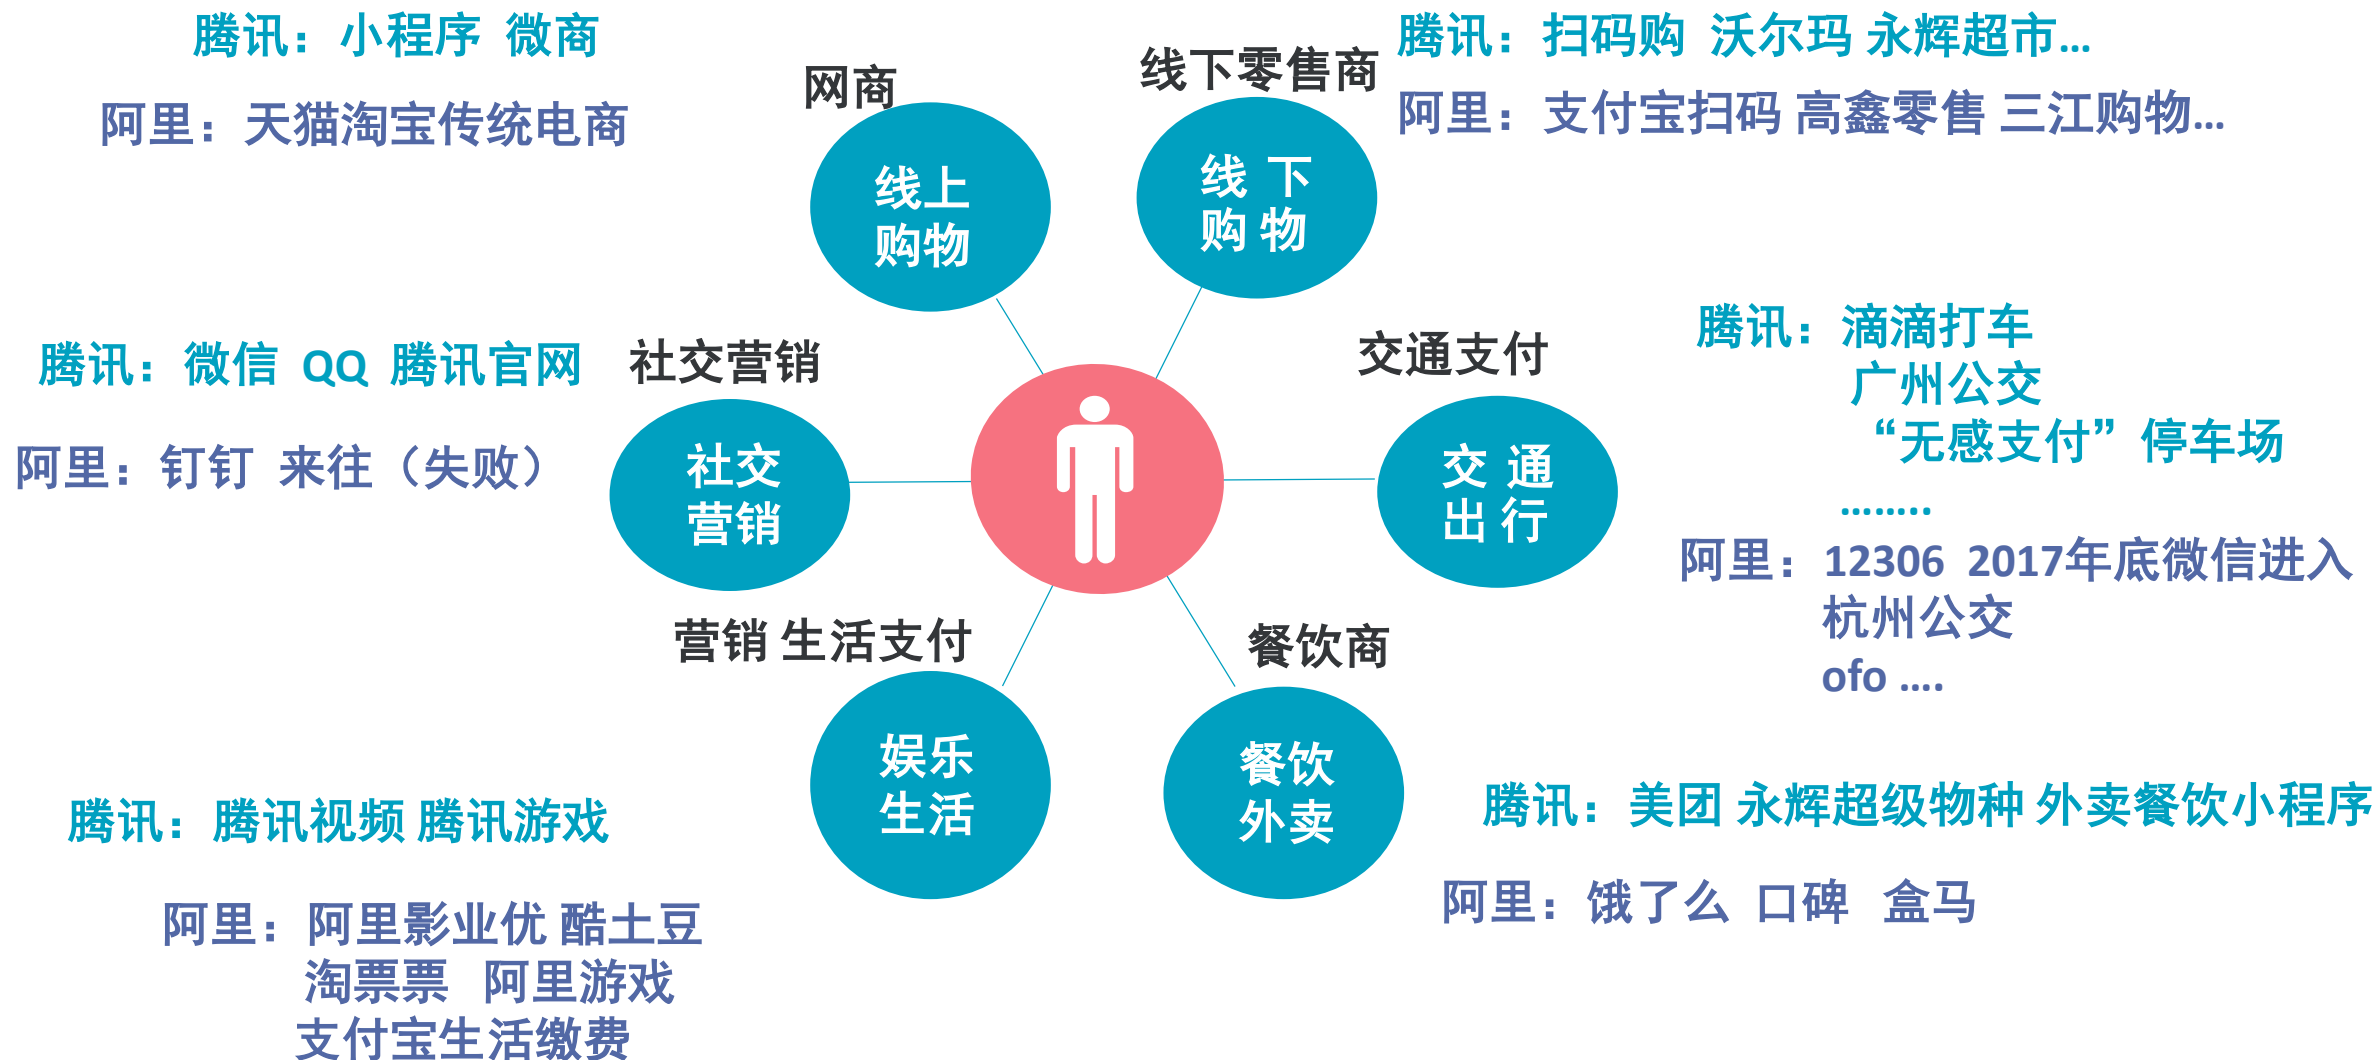 腾讯：小程序 微商
阿里：天猫淘宝传统电商
网商
线上
购物
线下零售商
线 下
购 物
腾讯：扫码购 沃尔玛 永辉超市...
阿里：支付宝扫码 高鑫零售 三江购物...
腾讯：微信 QQ 腾讯官网
阿里：钉钉 来往（失败）
社交营销
社交
营销
交通支付
交 通
出 行
腾讯：滴滴打车
广州公交
“无感支付”停车场
........
阿里：12306 2017年底微信进入
杭州公交
ofo ....
营销 生活支付
娱乐
生活
餐饮商
餐饮
外卖
腾讯：腾讯视频 腾讯游戏
阿里：阿里影业优 酷土豆
淘票票 阿里游戏
支付宝生活缴费
腾讯：美团 永辉超级物种 外卖餐饮小程序
阿里：饿了么 口碑 盒马